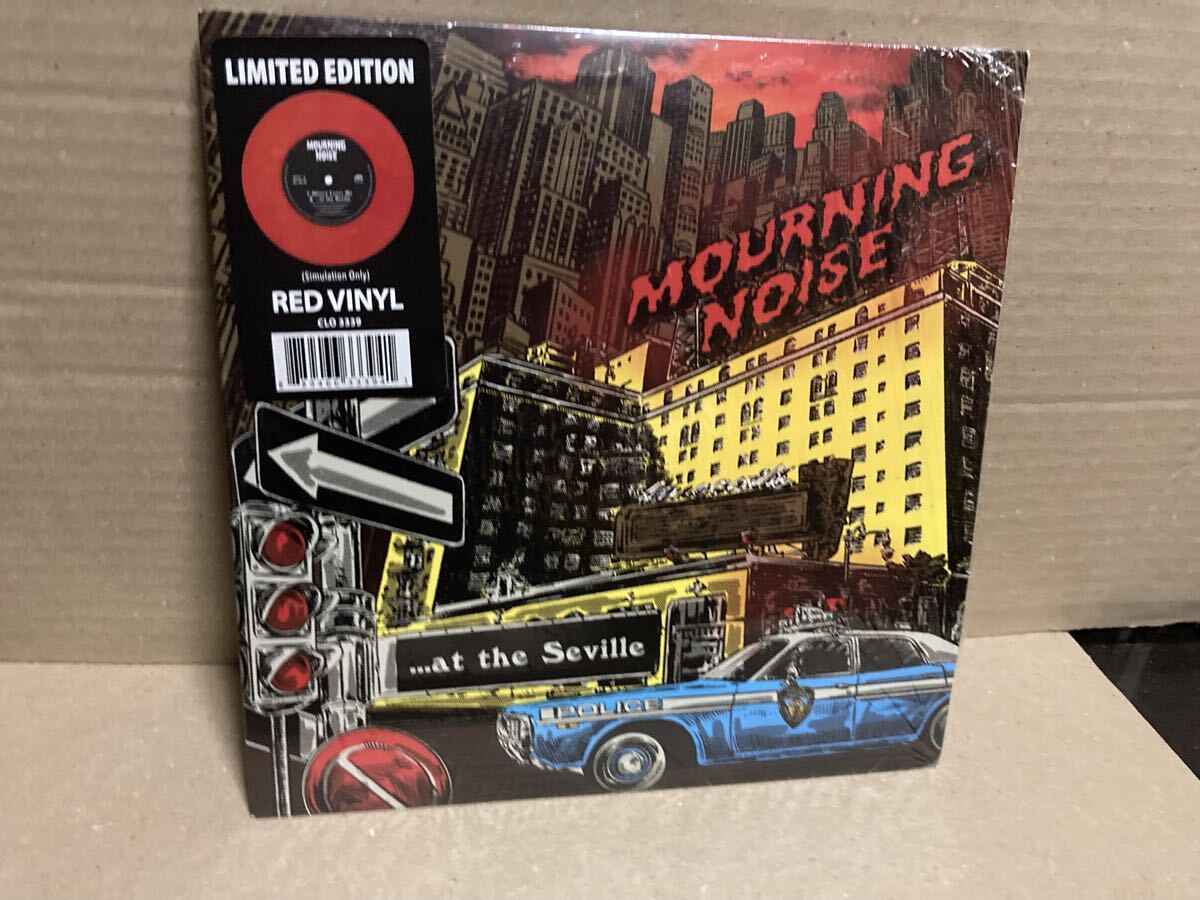 LIMITED EDITION
MOURNING
NOISE
(Simulation Only)
RED VINYL
CLO 3339
MOURNING
NOISE
...at the Seville
POLICE